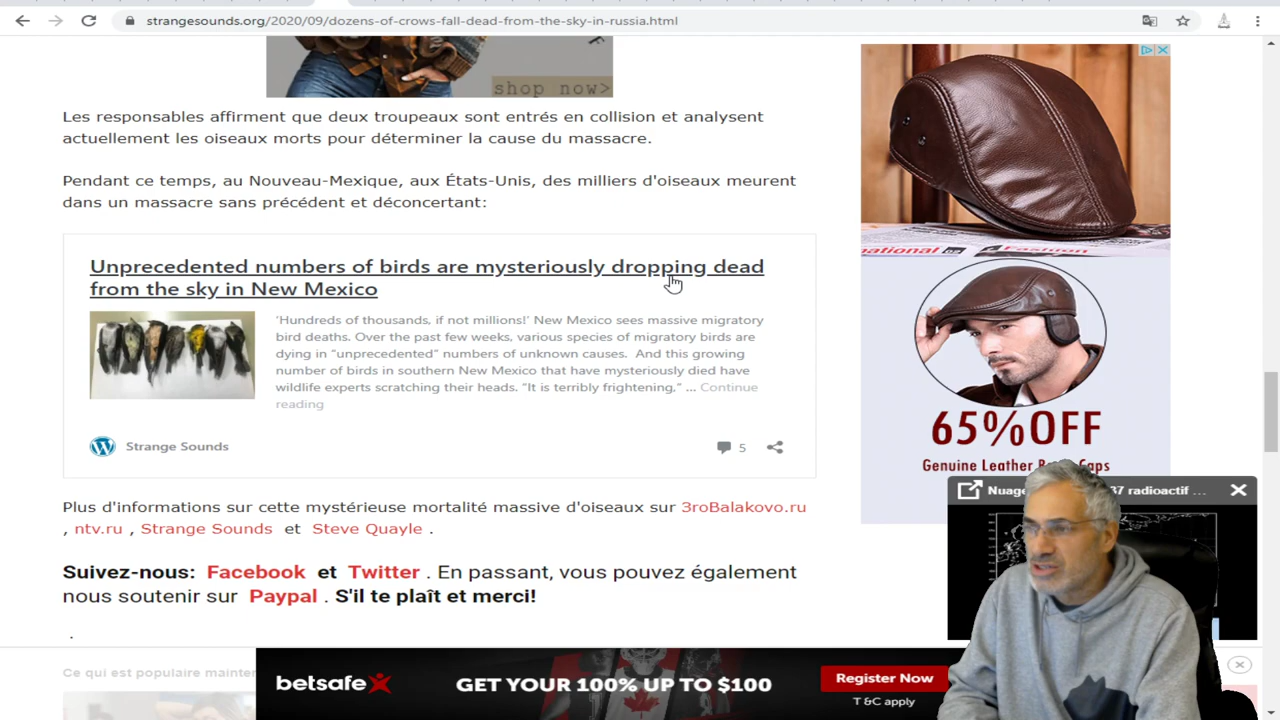 strangesounds.org/2020/09/dozens-of-crows-fall-dead-from-the-sky-in-russia.html
shop now>
Les responsables affirment que deux troupeaux sont entrés en collision et analysent
actuellement les oiseaux morts pour déterminer la cause du massacre.
Pendant ce temps, au Nouveau-Mexique, aux États-Unis, des milliers d'oiseaux meurent
dans un massacre sans précédent et déconcertant:
Unprecedented numbers of birds are mysteriously dropping dead
from the sky in New Mexico
‘Hundreds of thousands, if not millions!’ New Mexico sees massive migratory
bird deaths. Over the past few weeks, various species of migratory birds are
dying in “unprecedented” numbers of unknown causes. And this growing
number of birds in southern New Mexico that have mysteriously died have
wildlife experts scratching their heads. “It is terribly frightening,” ... Continue
reading
Strange Sounds
5
Plus d'informations sur cette mystérieuse mortalité massive d'oiseaux sur 3roBalakovo.ru
, ntv.ru , Strange Sounds et Steve Quayle .
Suivez-nous: Facebook et Twitter . En passant, vous pouvez également
nous soutenir sur Paypal . S'il te plaît et merci!
.
Ce qui est populaire mainten
65%OFF
Genuine Leather Caps
37 radioactif ...
betsafe
GET YOUR 100% UP TO $100
Register Now
T & C apply